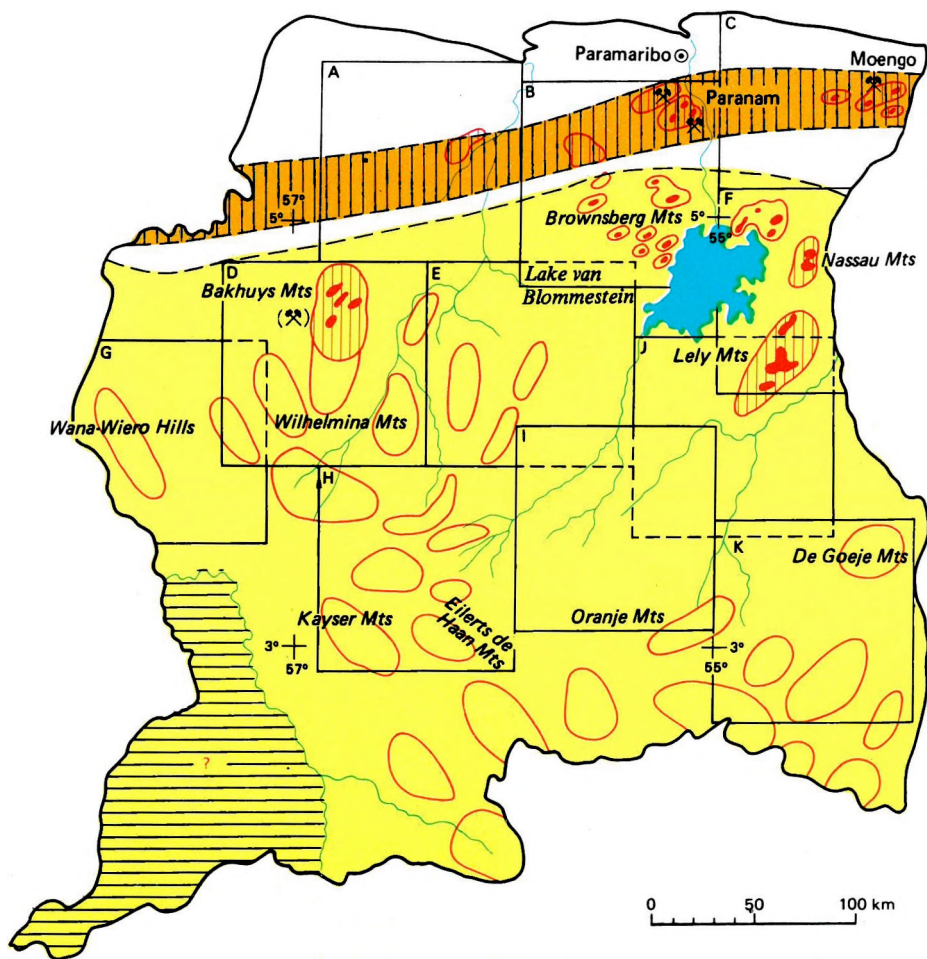 C
Paramaribo
Moengo
A
B
Paranam
57°
5°
F
5°
55°
Brownsberg Mts
Nassau Mts
D
E
Lake van
Blommestein
Bakhuys Mts
G
J
Lely Mts
Wana-Wiero Hills
Wilhelmina Mts
I
H
K
De Goeje Mts
Kayser Mts
Eilerts de
Haan Mts
Oranje Mts
3°
57°
3°
55°
?
0 50 100 km